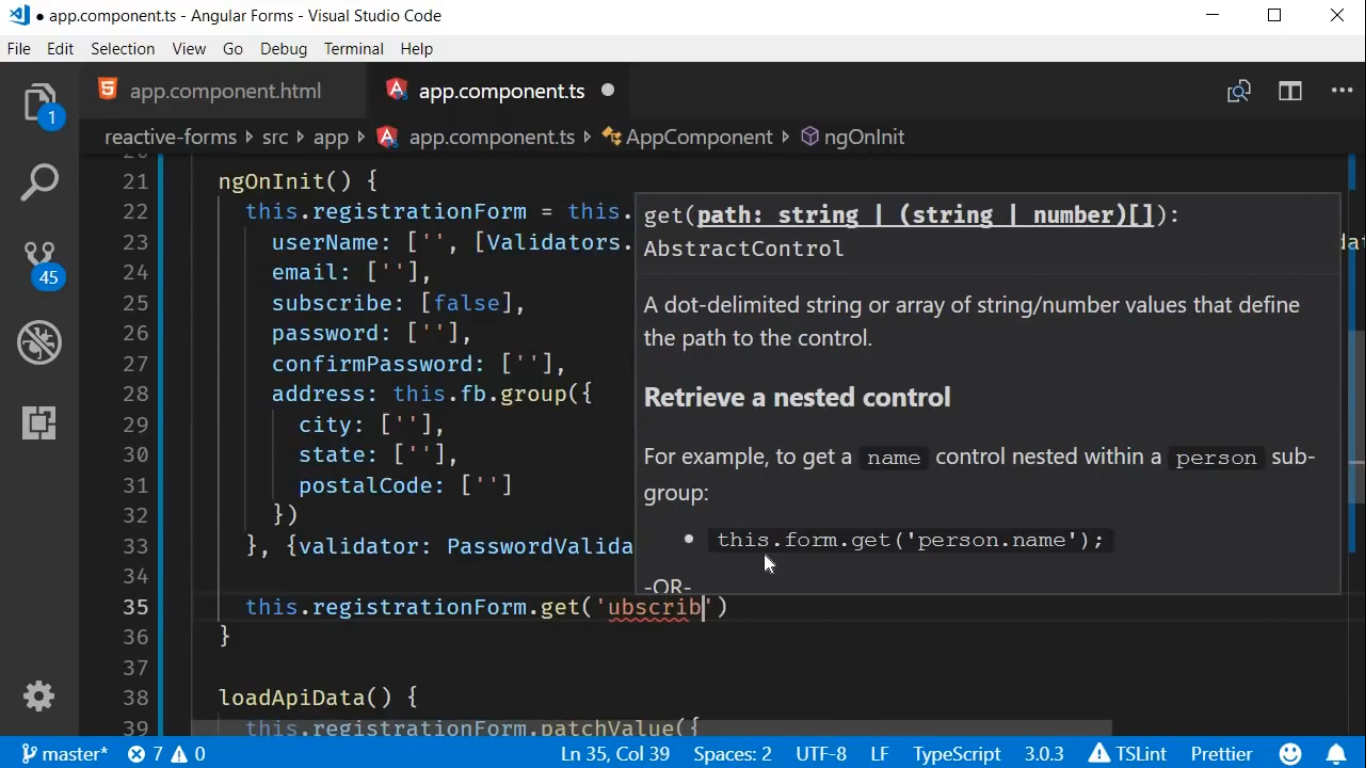 ● app.component.ts - Angular Forms - Visual Studio Code
File Edit Selection View Go Debug Terminal Help
1
45
app.component.html
app.component.ts ●
reactive-forms › src › app › app.component.ts › AppComponent › ngOnInit
21 ngOnInit() {
22 this.registrationForm = this.
23 userName: ['', [Validators.
24 email: [''],
25 subscribe: [false],
26 password: [''],
27 confirmPassword: [''],
28 address: this.fb.group({
29 city: [''],
30 state: [''],
31 postalCode: ['']
32 })
33 }, {validator: PasswordValida
34
35 this.registrationForm.get('ubscrib')
36 }
37
38 loadApiData() {
39 this.registrationForm.patchValue({
get(path: string | (string | number)[]):
AbstractControl
A dot-delimited string or array of string/number values that define
the path to the control.
Retrieve a nested control
For example, to get a name control nested within a person sub-
group:
• this.form.get('person.name');
-OR-
master* 7 0 Ln 35, Col 39 Spaces: 2 UTF-8 LF TypeScript 3.0.3 TSLint Prettier